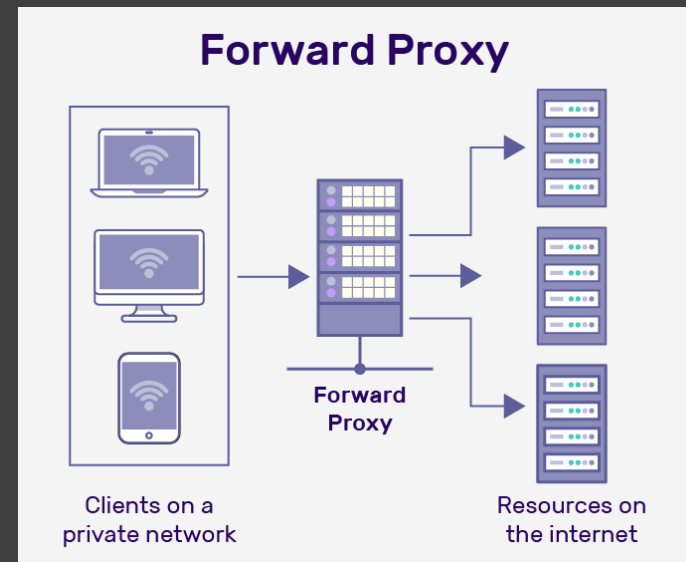 Forward Proxy
Forward
Proxy
Clients on a
private network
Resources on
the internet